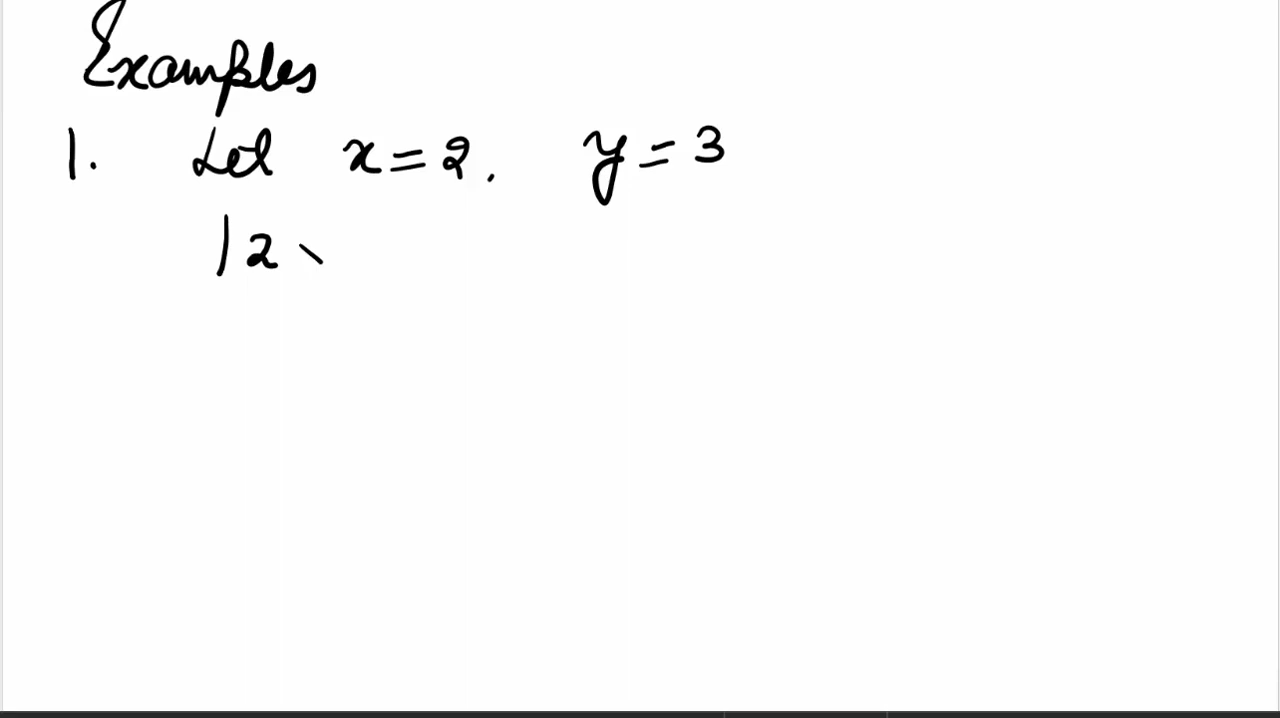 Examples
1. Let x = 2. y = 3
| 2 \